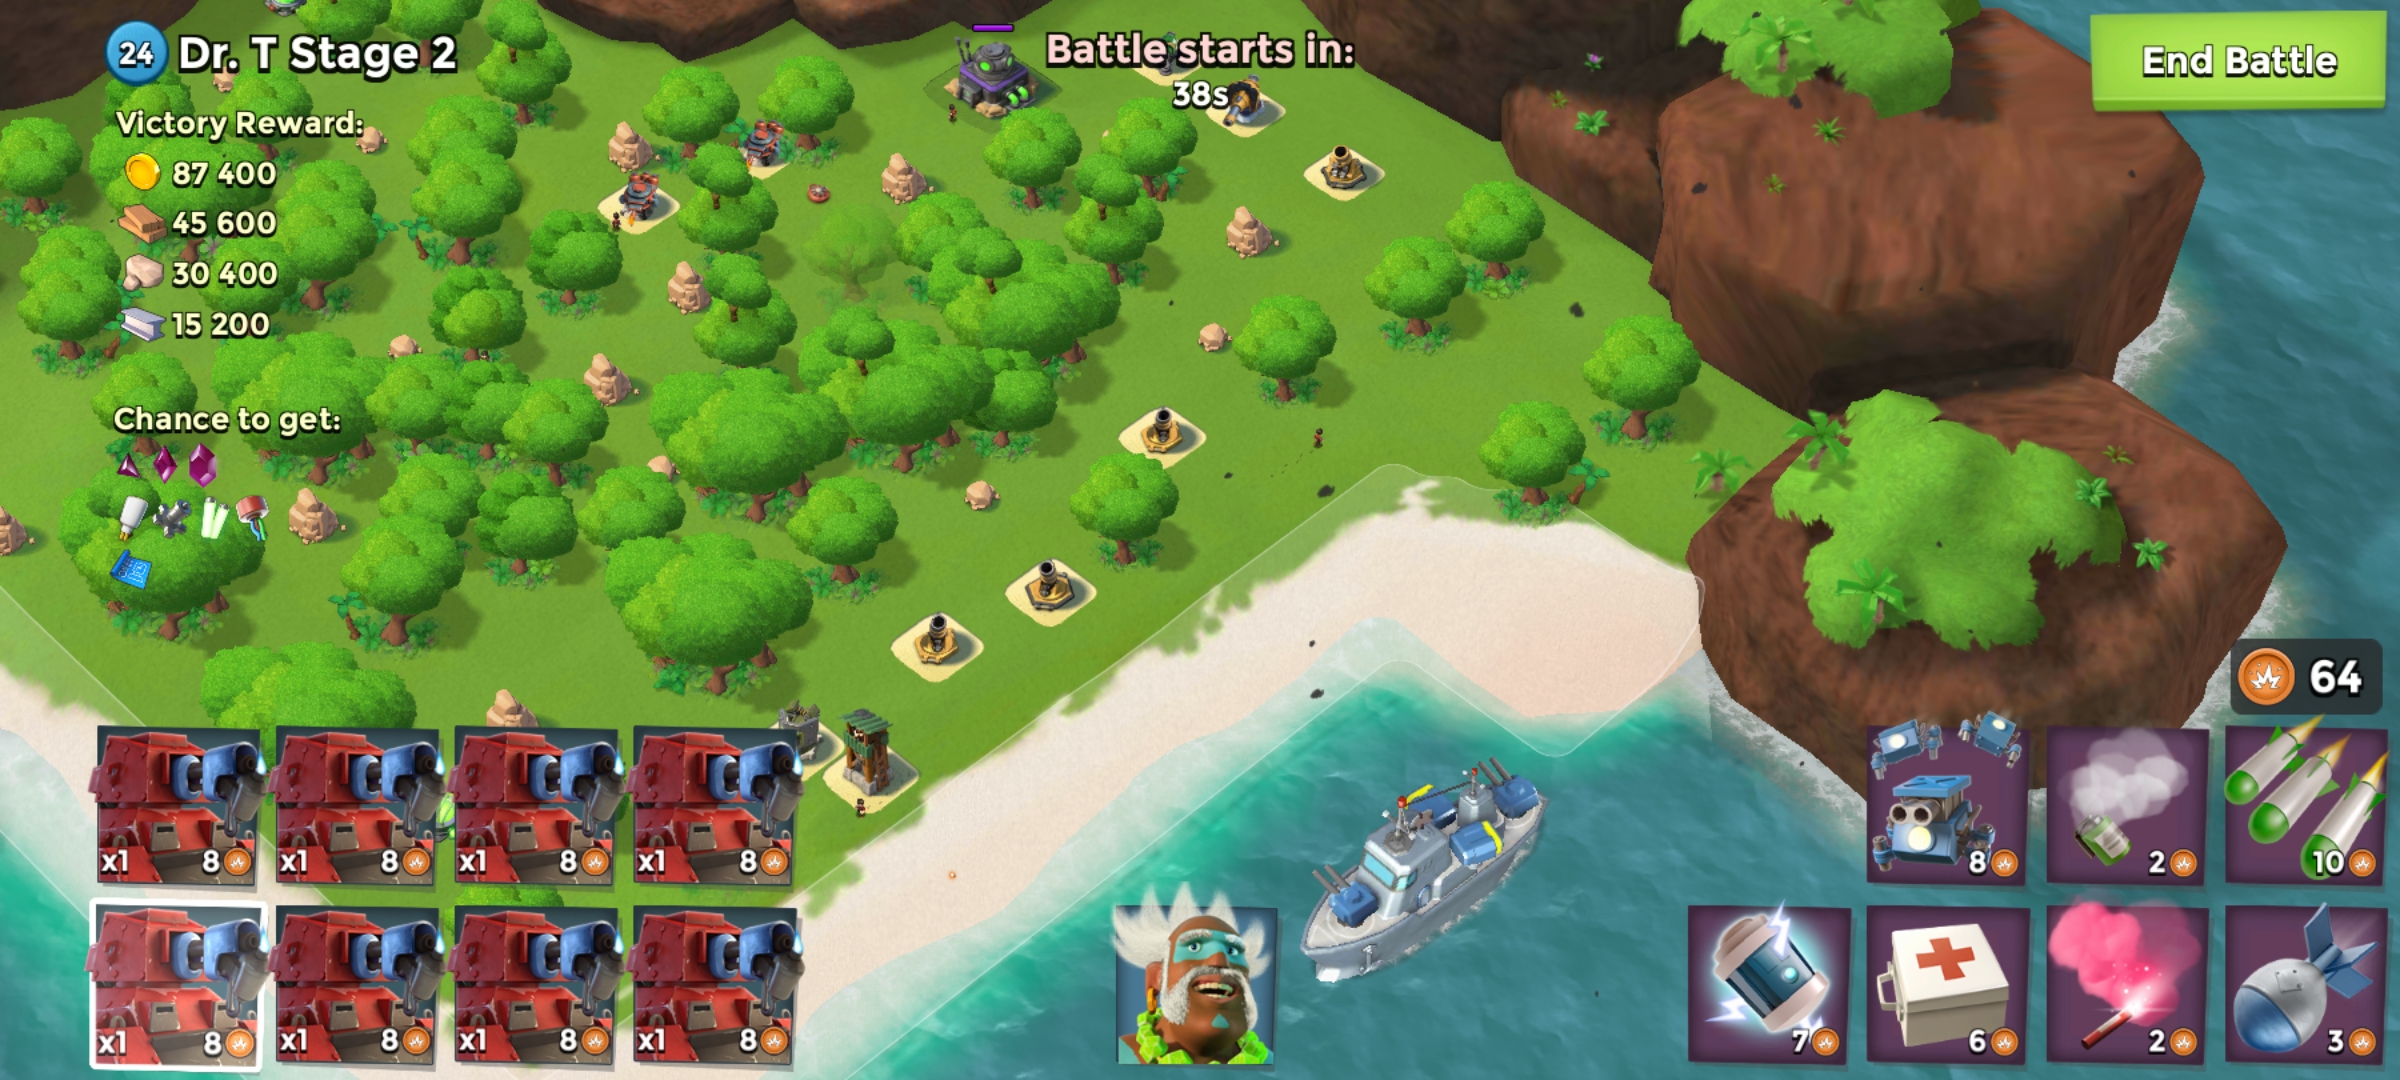 24 Dr. T Stage 2
Battle starts in:
38s
End Battle
Victory Reward:
87 400
45 600
30 400
15 200
Chance to get:
64
x1 8
x1 8
x1 8
x1 8
8
2
10
x1 8
x1 8
x1 8
x1 8
7
6
2
3